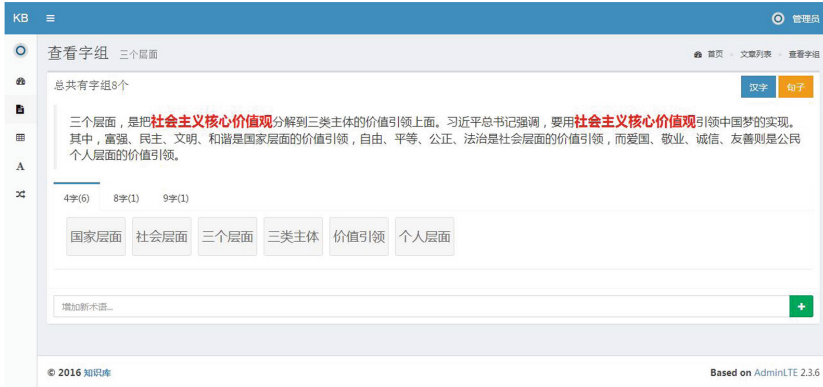 KB
管理员
查看字组 三个层面
首页 文章列表 查看字组
总共有字组8个
汉字 句子
三个层面，是把社会主义核心价值观分解到三类主体的价值引领上面。习近平总书记强调，要用社会主义核心价值观引领中国梦的实现。
其中，富强、民主、文明、和谐是国家层面的价值引领，自由、平等、公正、法治是社会层面的价值引领，而爱国、敬业、诚信、友善则是公民
个人层面的价值引领。
A
4字(6) 8字(1) 9字(1)
国家层面 社会层面 三个层面 三类主体 价值引领 个人层面
增加新术语...
© 2016 知识库
Based on AdminLTE 2.3.6